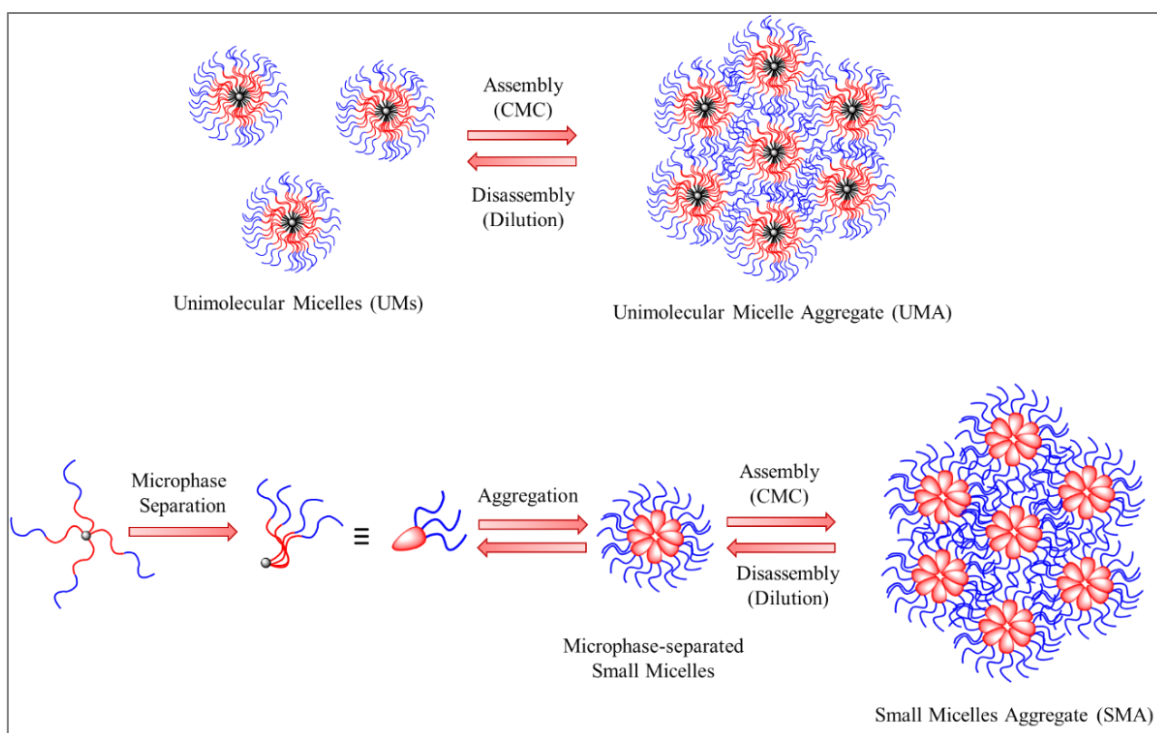 Assembly
(CMC)
Disassembly
(Dilution)
Unimolecular Micelles (UMs)
Unimolecular Micelle Aggregate (UMA)
Microphase
Separation
≡
Aggregation
Assembly
(CMC)
Disassembly
(Dilution)
Microphase-separated
Small Micelles
Small Micelles Aggregate (SMA)